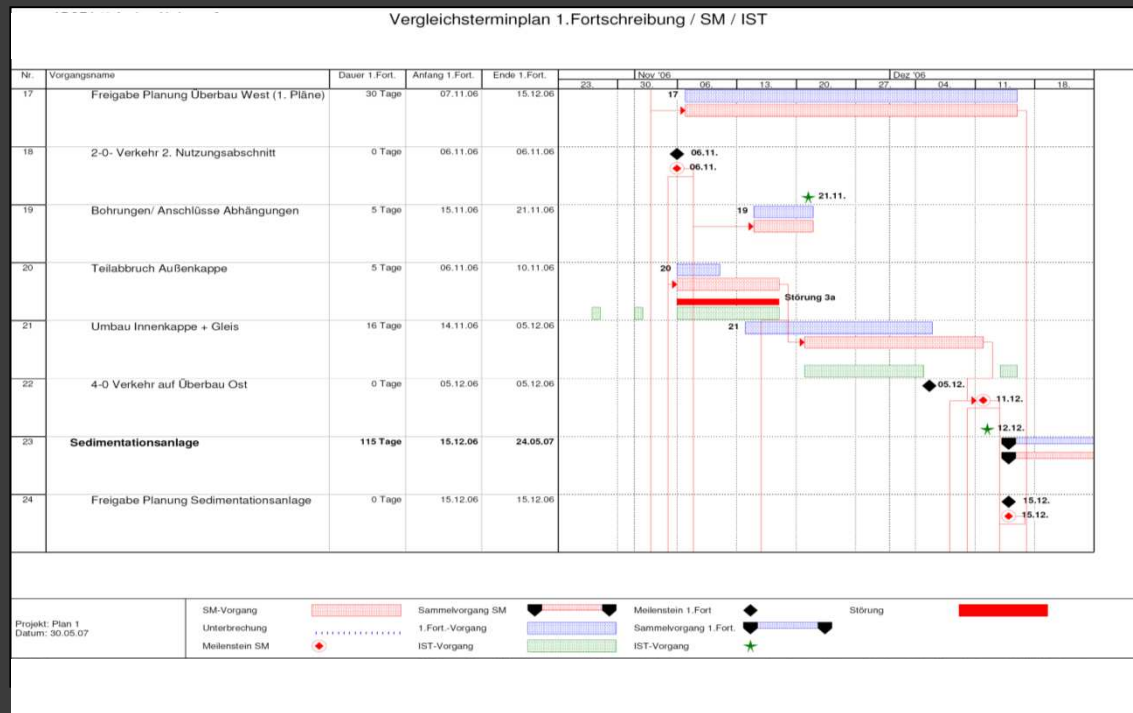 Vergleichsterminplan 1.Fortschreibung / SM / IST
Nr. Vorgangsname Dauer 1.Fort. Anfang 1.Fort. Ende 1.Fort. Nov '06 Dez '06
23. 30. 06. 13. 20. 27. 04. 11. 18.
17 Freigabe Planung Überbau West (1. Pläne) 30 Tage 07.11.06 15.12.06 17
18 2-0- Verkehr 2. Nutzungsabschnitt 0 Tage 06.11.06 06.11.06 06.11.
06.11.
21.11.
19 Bohrungen/ Anschlüsse Abhängungen 5 Tage 15.11.06 21.11.06 19
20 Teilabbruch Außenkappe 5 Tage 06.11.06 10.11.06 20
Störung 3a
21 Umbau Innenkappe + Gleis 16 Tage 14.11.06 05.12.06 21
22 4-0 Verkehr auf Überbau Ost 0 Tage 05.12.06 05.12.06 05.12.
11.12.
12.12.
23 Sedimentationsanlage 115 Tage 15.12.06 24.05.07
24 Freigabe Planung Sedimentationsanlage 0 Tage 15.12.06 15.12.06 15.12.
15.12.
Projekt: Plan 1
Datum: 30.05.07
SM-Vorgang Sammelvorgang SM Meilenstein 1.Fort Störung
Unterbrechung 1.Fort.-Vorgang Sammelvorgang 1.Fort.
Meilenstein SM IST-Vorgang IST-Vorgang